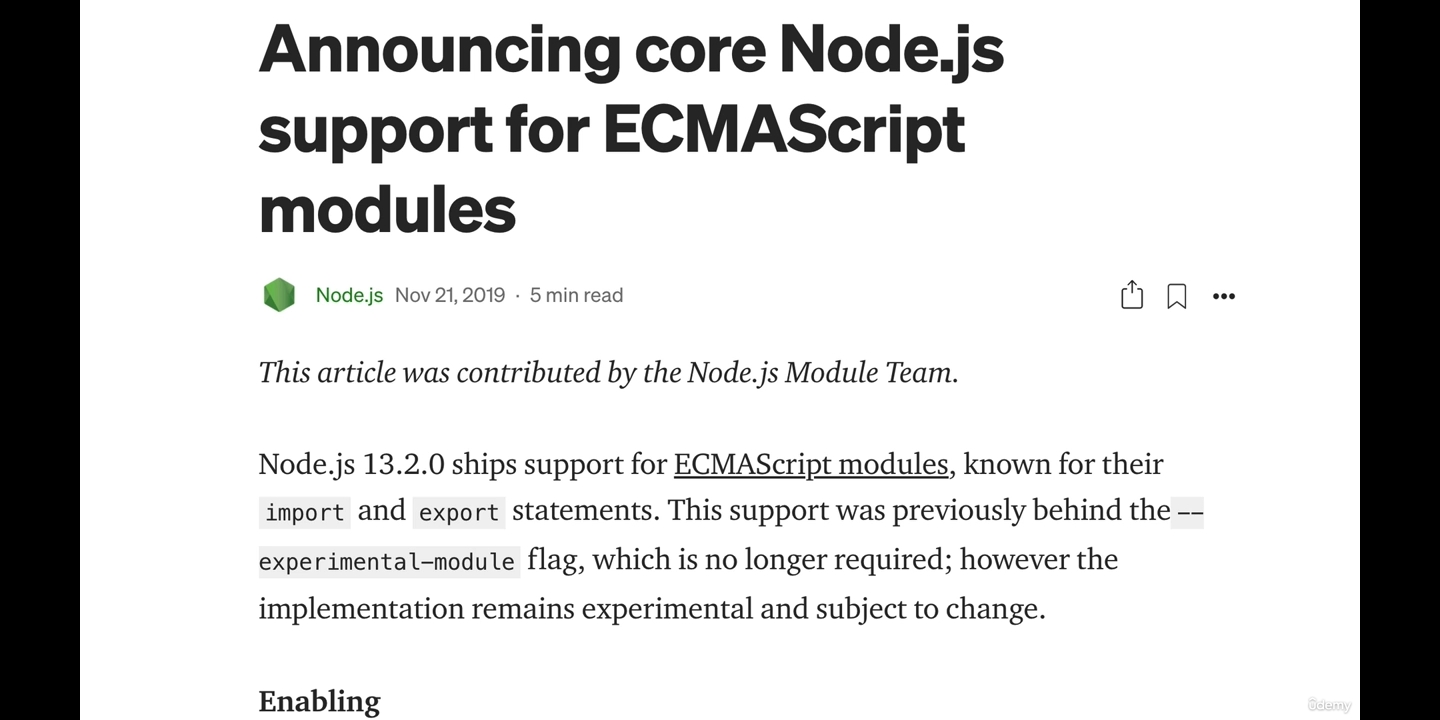 Announcing core Node.js
support for ECMAScript
modules
Node.js Nov 21, 2019 · 5 min read
This article was contributed by the Node.js Module Team.
Node.js 13.2.0 ships support for ECMAScript modules, known for their
import and export statements. This support was previously behind the --
experimental-module flag, which is no longer required; however the
implementation remains experimental and subject to change.
Enabling
ûdemy